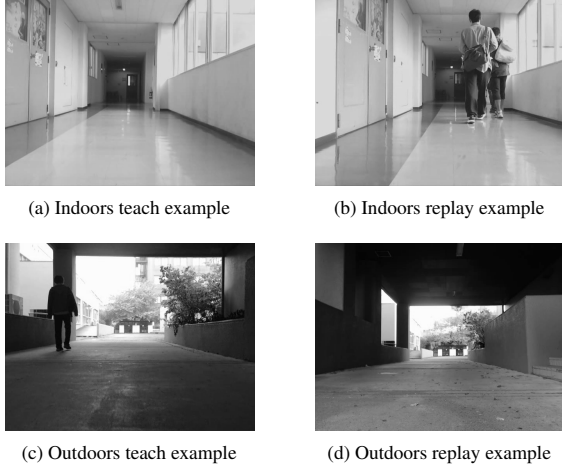 (a) Indoors teach example
(b) Indoors replay example
(c) Outdoors teach example
(d) Outdoors replay example